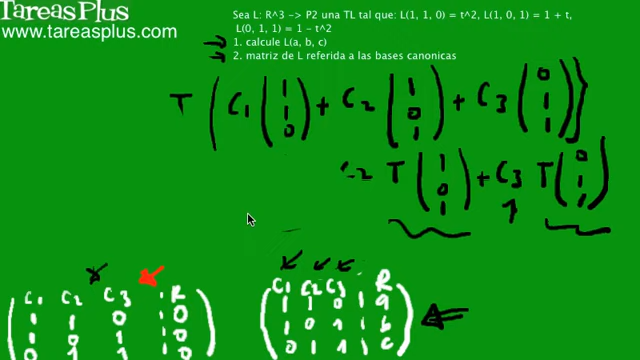 TareasPlus
www.tareasplus.com
Sea L: R^3 -> P2 una TL tal que: L(1, 1, 0) = t^2, L(1, 0, 1) = 1 + t,
L(0, 1, 1) = 1 - t^2
1. calcule L(a, b, c)
2. matriz de L referida a las bases canonicas
T ( C1 ( 1 1 0 ) + C2 ( 1 0 1 ) + C3 ( 0 1 1 ) )
T ( 1 0 1 ) + C3 T ( 0 1 1 )
C1 C2 C3 R
1 1 0 0
1 0 1 0
0 1 1 0
C1 C2 C3 R
1 1 0 a
1 0 1 b
0 1 1 c